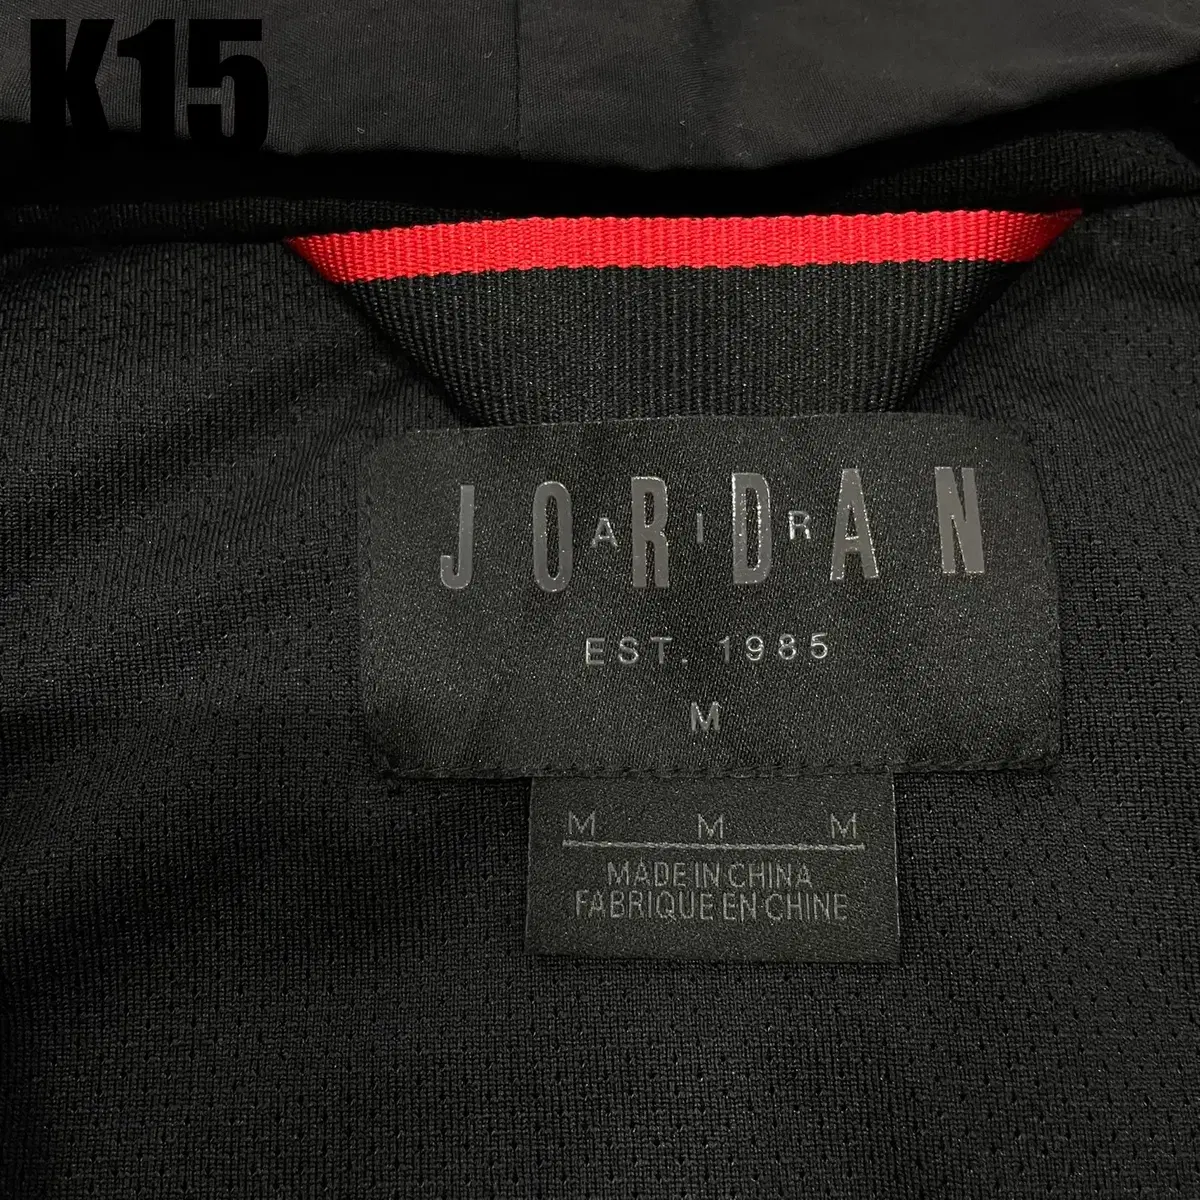 K15
JORDAN
AIR
EST. 1985
M
M M M
MADE IN CHINA
FABRIQUE EN CHINE